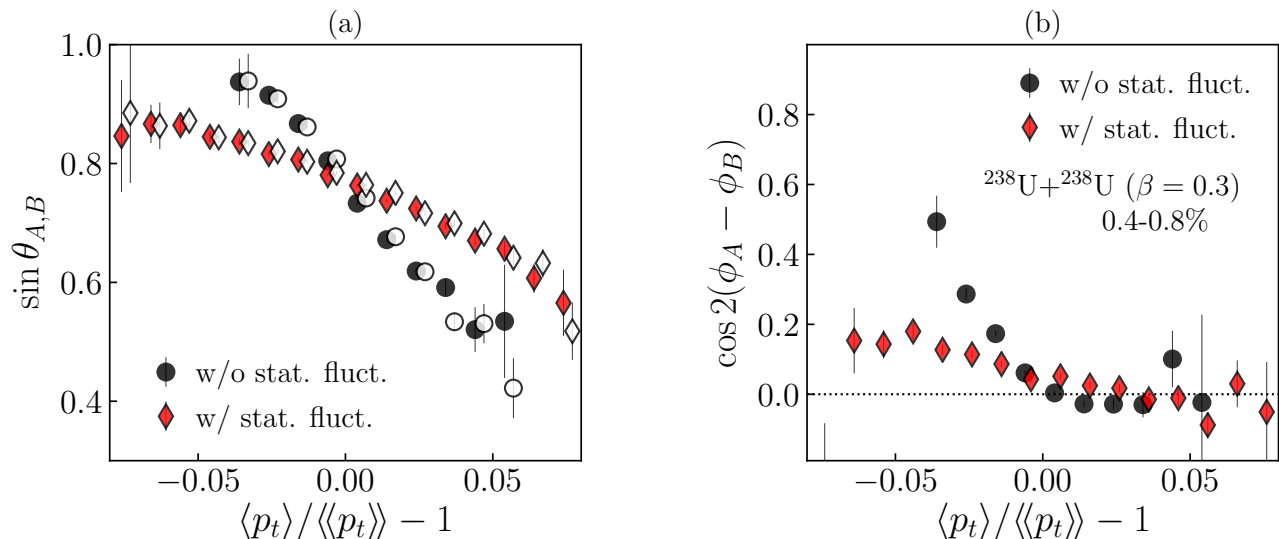 (a)
1.0
0.8
0.6
0.4
sin θ_{A,B}
w/o stat. fluct.
w/ stat. fluct.
−0.05
0.00
0.05
⟨p_t⟩/⟨⟨p_t⟩⟩ − 1
(b)
0.8
0.6
0.4
0.2
0.0
cos 2(ϕ_A − ϕ_B)
w/o stat. fluct.
w/ stat. fluct.
²³⁸U+²³⁸U (β = 0.3)
0.4-0.8%
−0.05
0.00
0.05
⟨p_t⟩/⟨⟨p_t⟩⟩ − 1